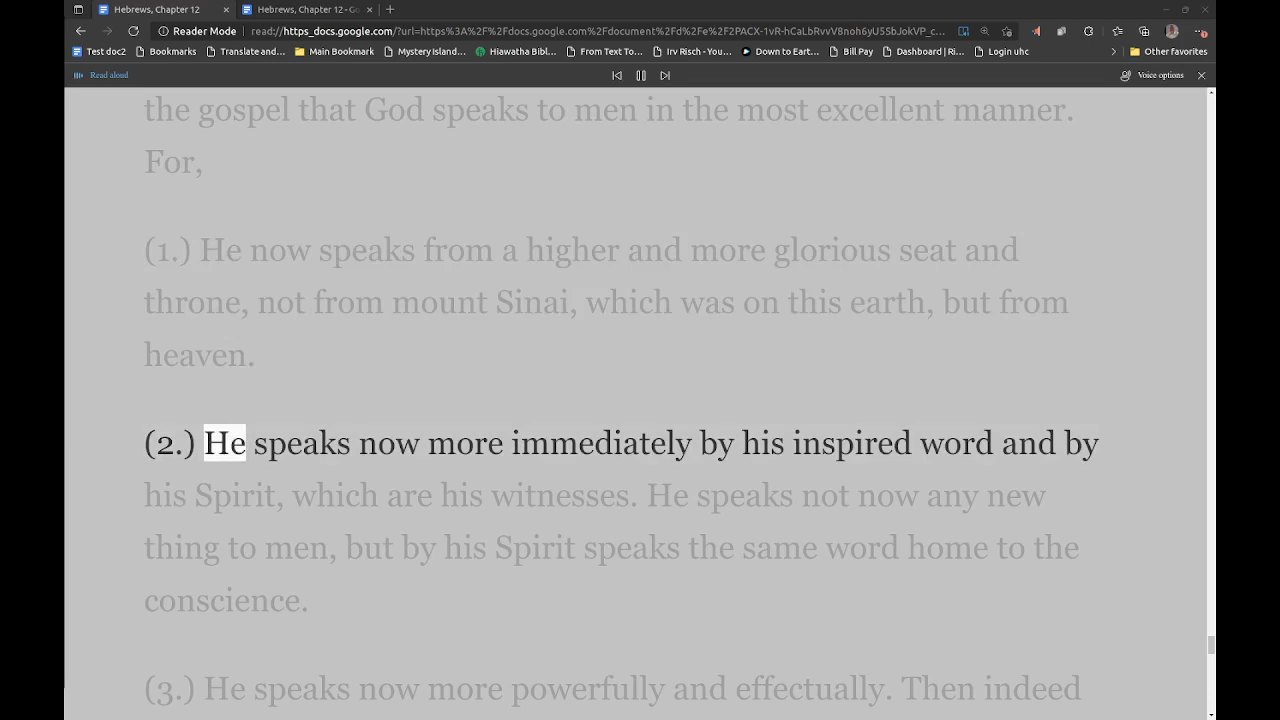 Hebrews, Chapter 12
Hebrews, Chapter 12 - Go
Reader Mode
read://https_docs.google.com/?url=https%3A%2F%2Fdocs.google.com%2Fdocument%2Fd%2Fe%2F2PACX-1vR-hCaLbRvvV8noh6yU5SbJokVP_c...
Test doc2 Bookmarks Translate and... Main Bookmark Mystery Island... Hiawatha Bibl... From Text To... Irv Risch - You... Down to Eart... Bill Pay Dashboard | Ri... Login uhc Other favorites
Read aloud Voice options
the gospel that God speaks to men in the most excellent manner.
For,
(1.) He now speaks from a higher and more glorious seat and
throne, not from mount Sinai, which was on this earth, but from
heaven.
(2.) He speaks now more immediately by his inspired word and by
his Spirit, which are his witnesses. He speaks not now any new
thing to men, but by his Spirit speaks the same word home to the
conscience.
(3.) He speaks now more powerfully and effectually. Then indeed